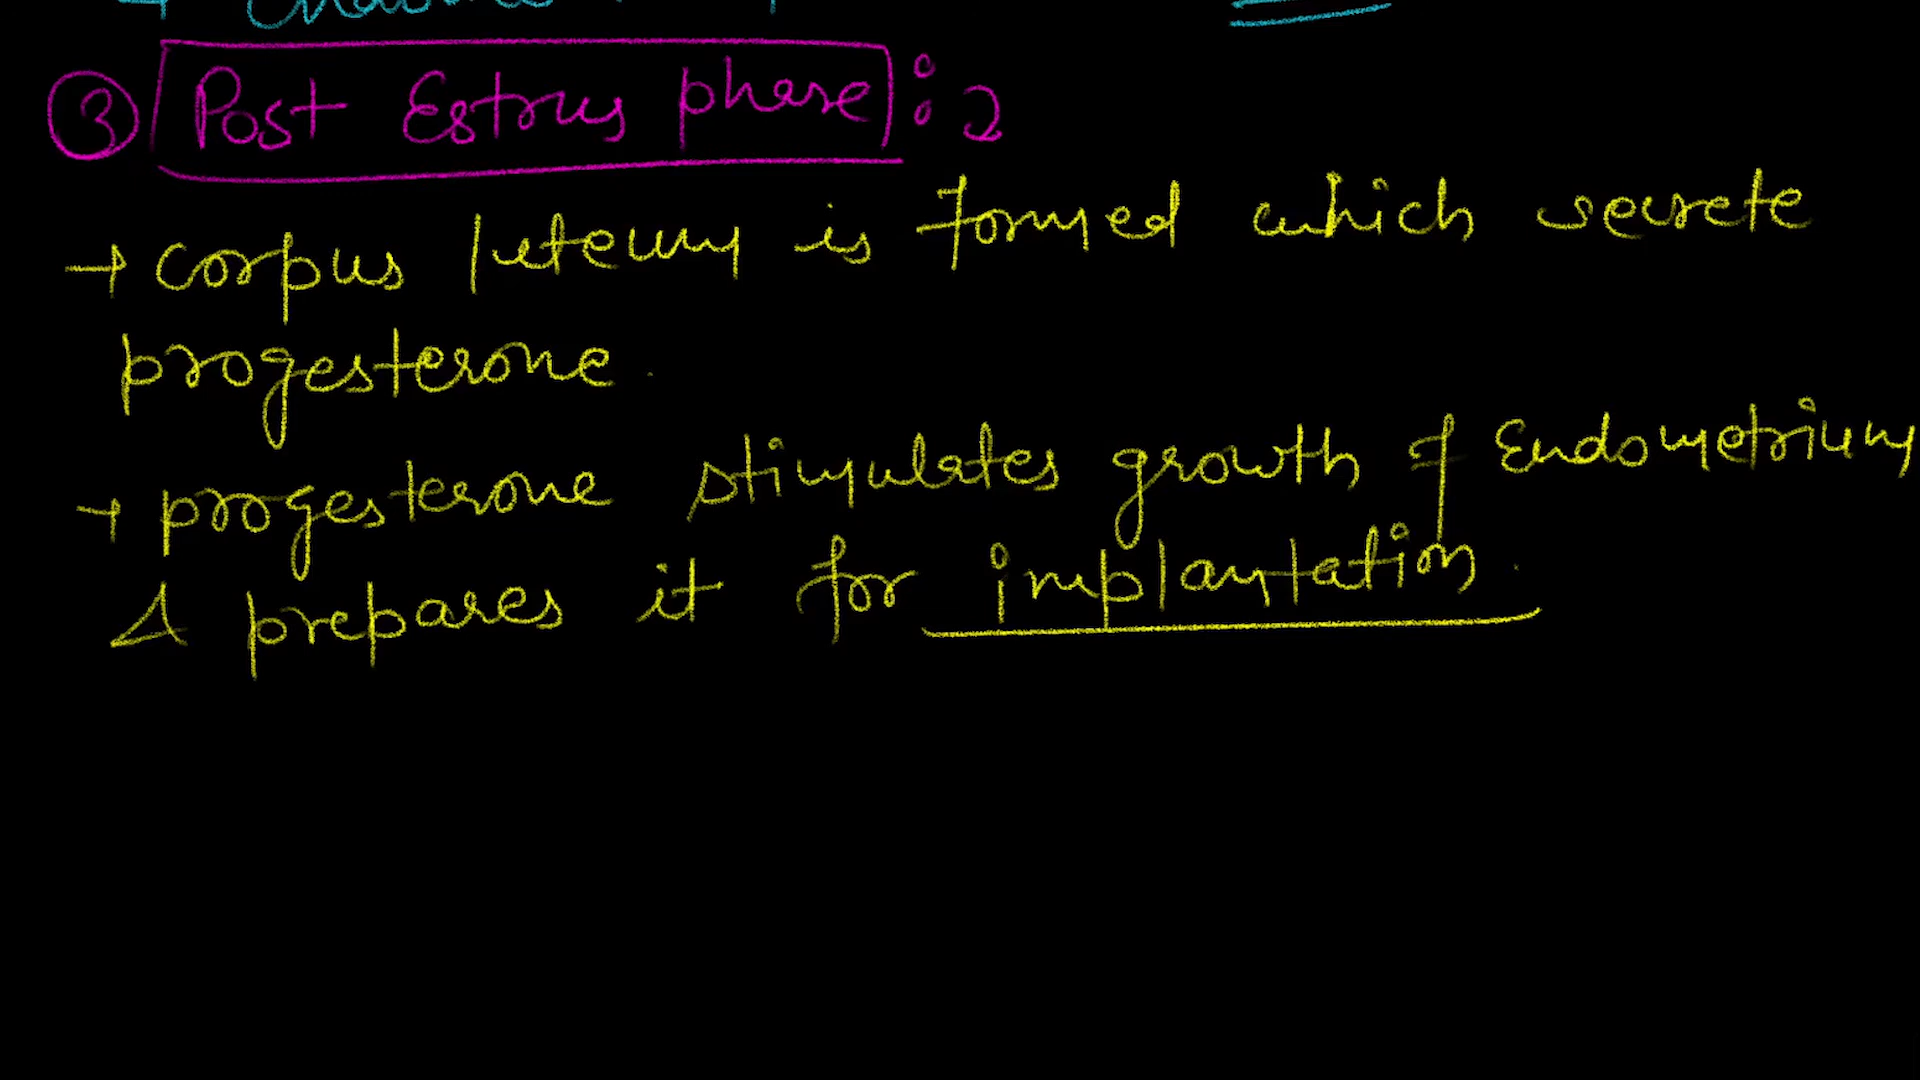 ③ Post Estrus phase :
→ corpus luteum is formed which secrete
progesterone.
→ progesterone stimulates growth of Endometrium
& prepares it for implantation.